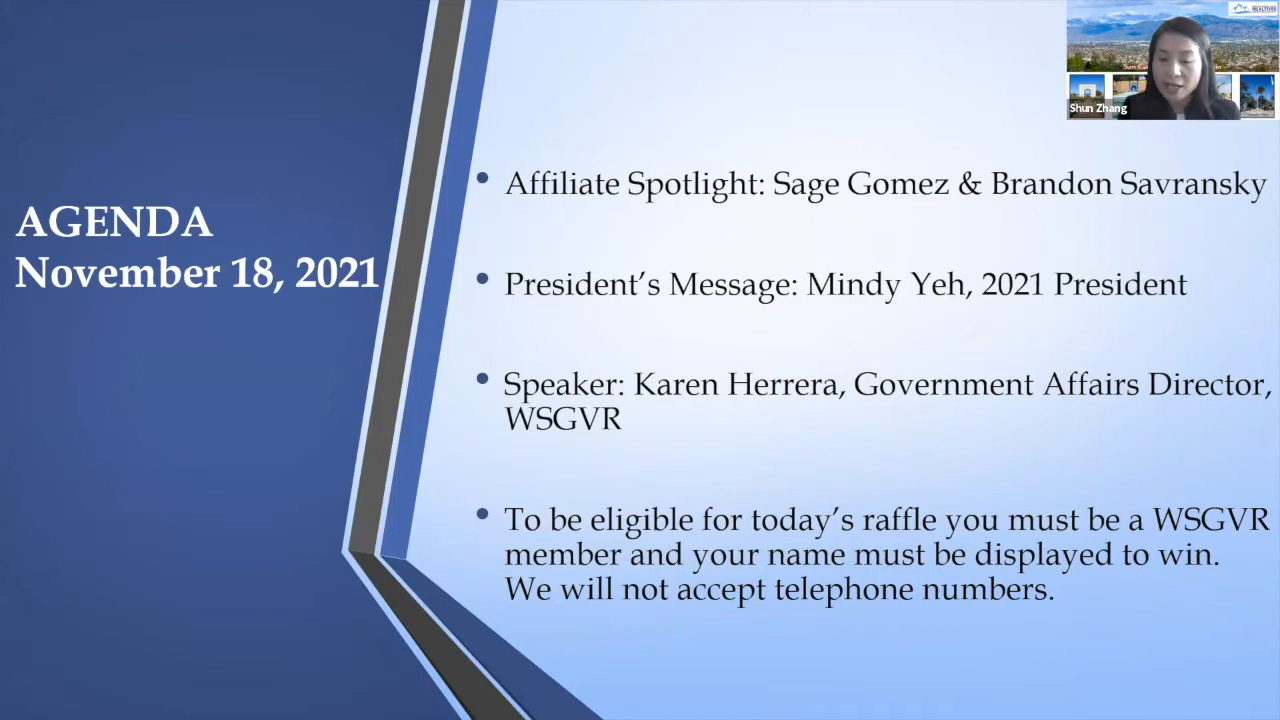 AGENDA
November 18, 2021
• Affiliate Spotlight: Sage Gomez & Brandon Savransky
• President’s Message: Mindy Yeh, 2021 President
• Speaker: Karen Herrera, Government Affairs Director,
WSGVR
• To be eligible for today’s raffle you must be a WSGVR
member and your name must be displayed to win.
We will not accept telephone numbers.
REALTORS
Shun Zhang